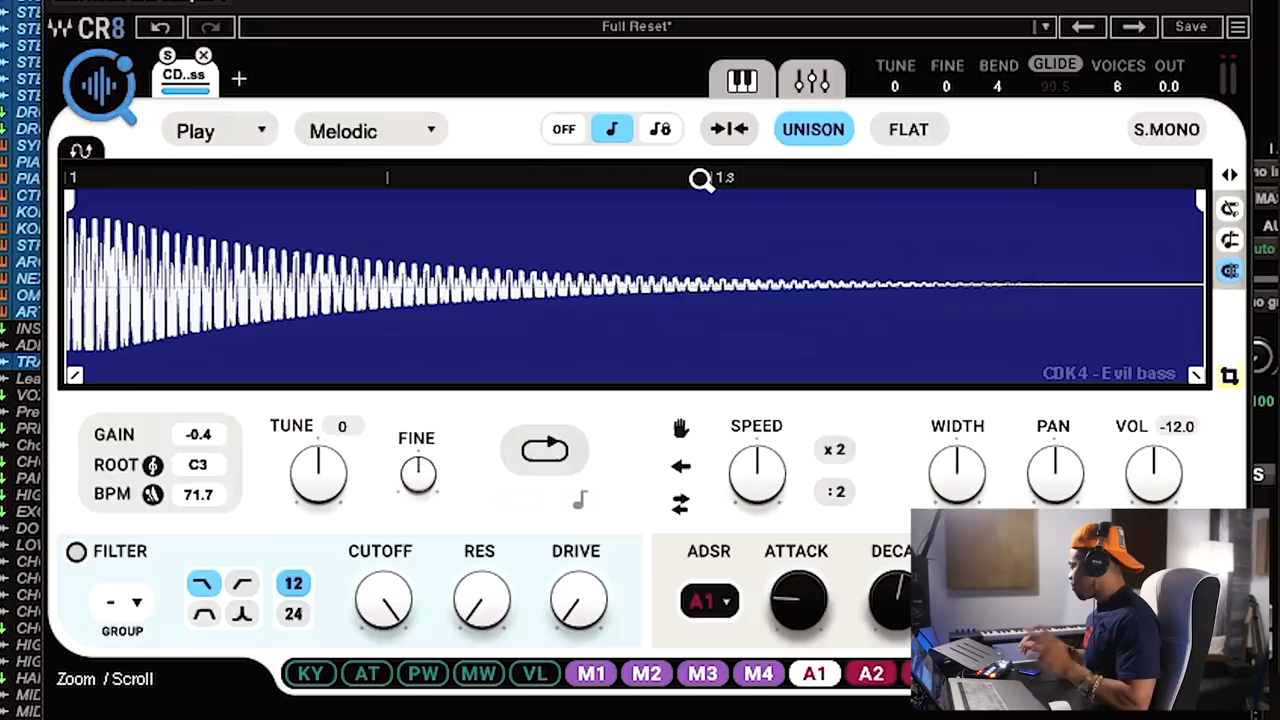 CR8
Full Reset*
Save
S
X
CD..ss
+
TUNE FINE BEND GLIDE VOICES OUT
0 0 4 99.5 8 0.0
Play
Melodic
OFF
UNISON
FLAT
S.MONO
1
1.3
CDK4 - Evil bass
GAIN -0.4
ROOT C3
BPM 71.7
TUNE 0
FINE
SPEED
x 2
: 2
WIDTH
PAN
VOL -12.0
FILTER
-
GROUP
12
24
CUTOFF
RES
DRIVE
ADSR
A1
ATTACK
DECA
Zoom / Scroll
KY AT PW MW VL M1 M2 M3 M4 A1 A2